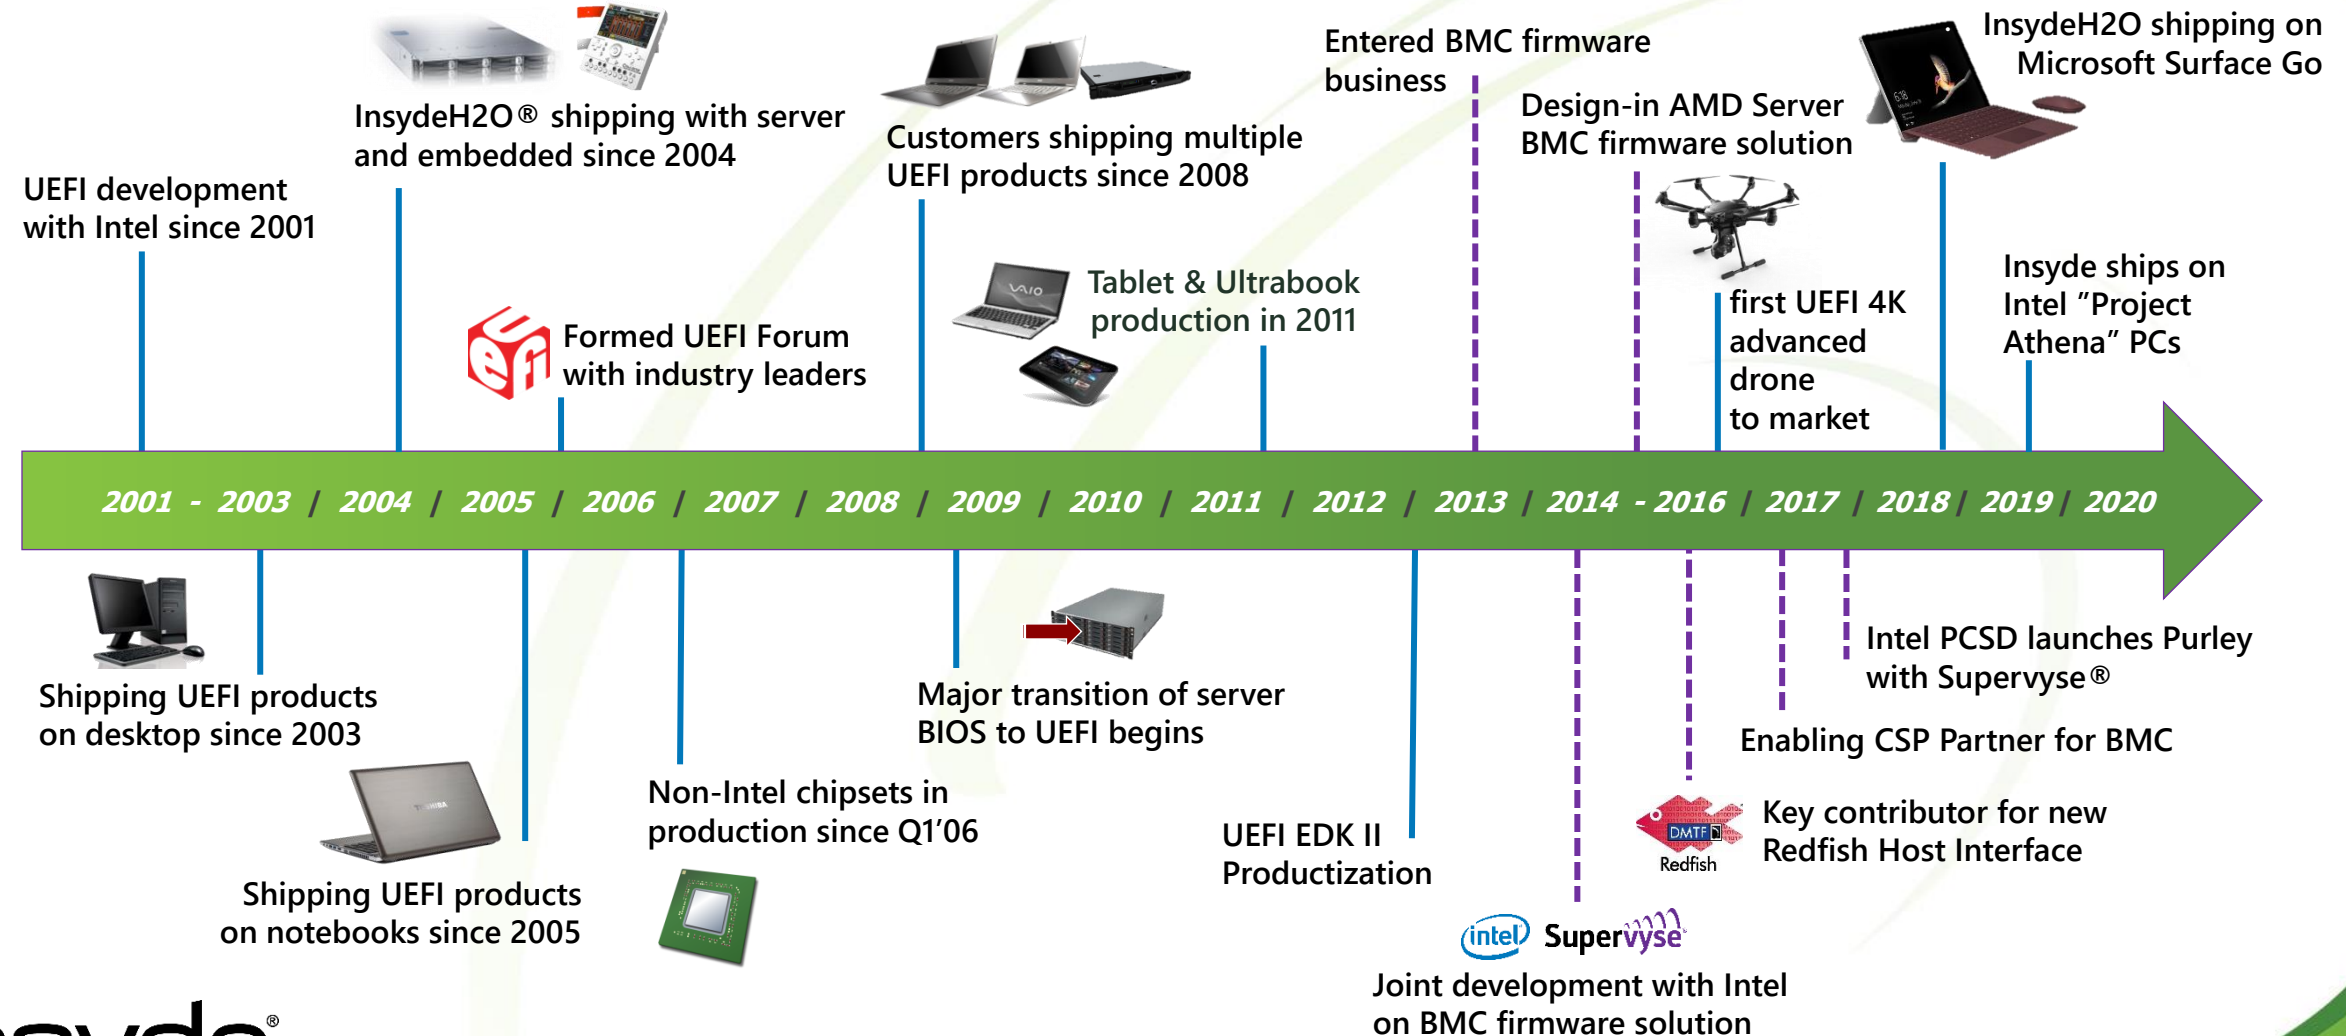 InsydeH2O® shipping with server
and embedded since 2004
UEFI development
with Intel since 2001
uefi
Formed UEFI Forum
with industry leaders
Customers shipping multiple
UEFI products since 2008
VAIO
Tablet & Ultrabook
production in 2011
Entered BMC firmware
business
Design-in AMD Server
BMC firmware solution
first UEFI 4K
advanced
drone
to market
InsydeH2O shipping on
Microsoft Surface Go
Insyde ships on
Intel ”Project
Athena” PCs
2001 - 2003 / 2004 / 2005 / 2006 / 2007 / 2008 / 2009 / 2010 / 2011 / 2012 / 2013 / 2014 - 2016 / 2017 / 2018 / 2019 / 2020
Shipping UEFI products
on desktop since 2003
TOSHIBA
Shipping UEFI products
on notebooks since 2005
Non-Intel chipsets in
production since Q1’06
Major transition of server
BIOS to UEFI begins
UEFI EDK II
Productization
intel Supervyse
Joint development with Intel
on BMC firmware solution
DMTF
Redfish
Key contributor for new
Redfish Host Interface
Enabling CSP Partner for BMC
Intel PCSD launches Purley
with Supervyse®